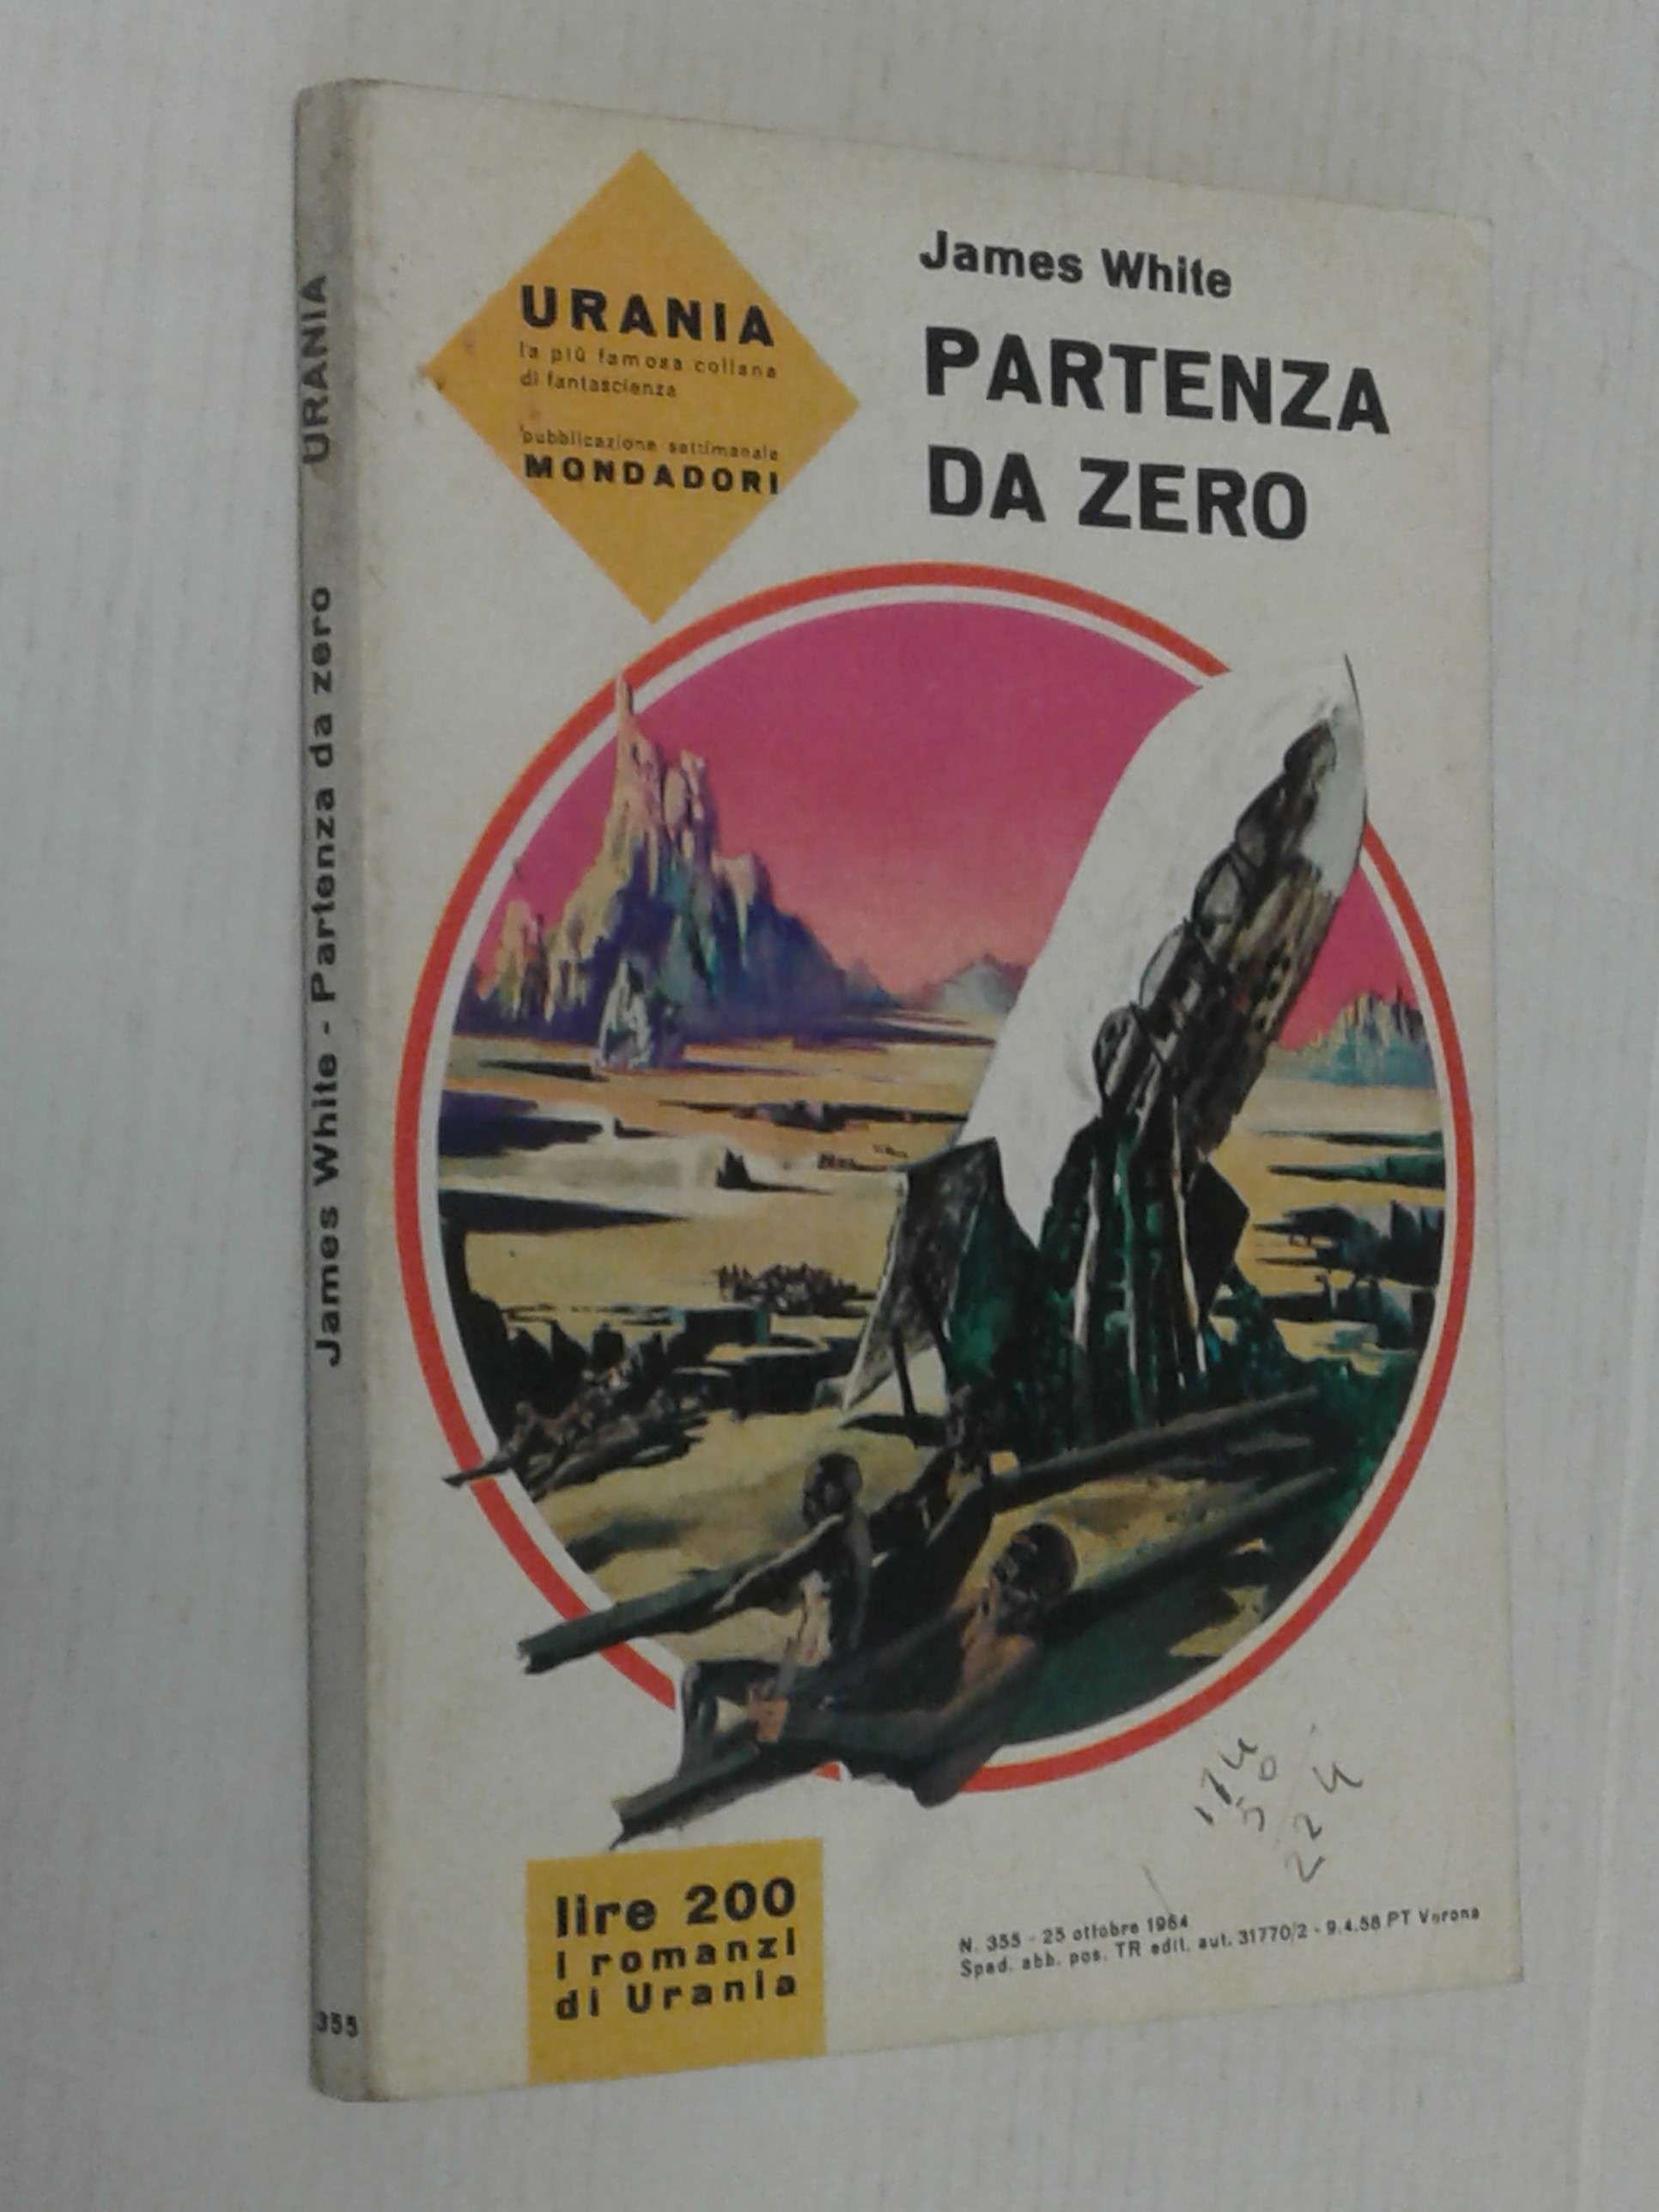 URANIA
la più famosa collana
di fantascienza
pubblicazione settimanale
MONDADORI
James White
PARTENZA
DA ZERO
James White - Partenza da zero URANIA
355
lire 200
i romanzi
di Urania
N. 355 - 25 ottobre 1964
Sped. abb. pos. TR edit. aut. 31770/2 - 9.4.58 PT Verona